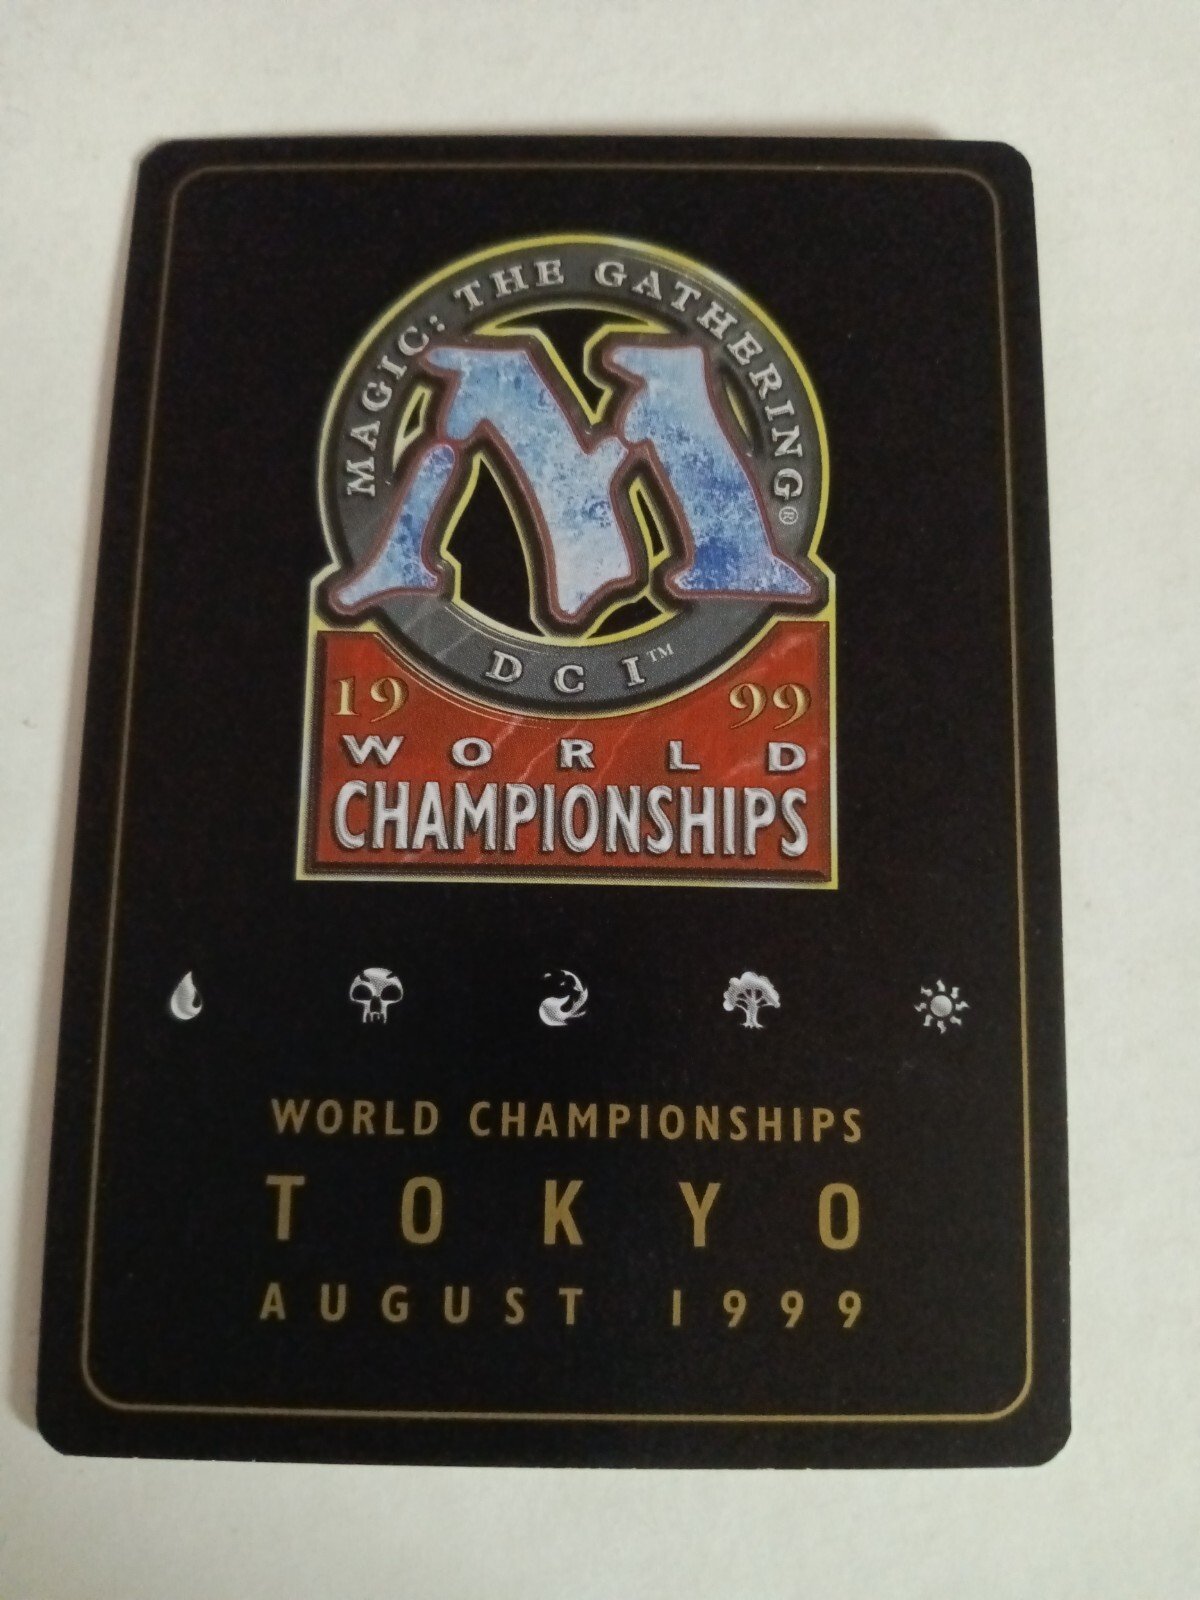 MAGIC: THE GATHERING®
DCI™
19 99
WORLD
CHAMPIONSHIPS
WORLD CHAMPIONSHIPS
TOKYO
AUGUST 1999